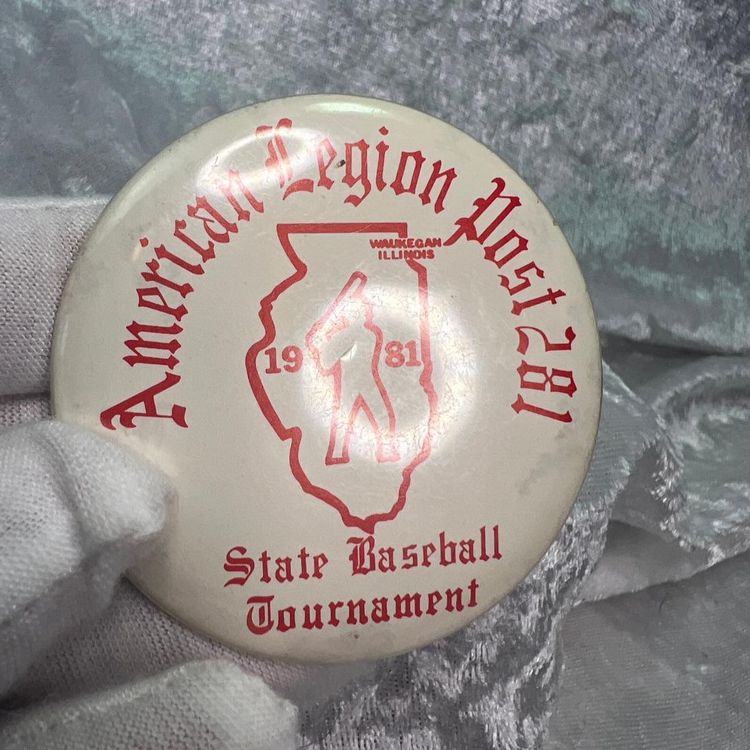 American Legion Post 281
WAUKEGAN
ILLINOIS
19 81
State Baseball
Tournament